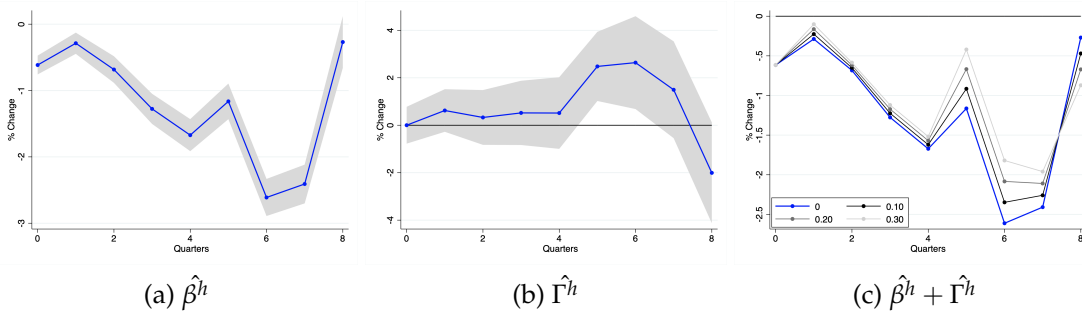 % Change
0
-1
-2
-3
0 2 4 6 8
Quarters
(a) β̂ʰ
% Change
4
2
0
-2
-4
0 2 4 6 8
Quarters
(b) Γ̂ʰ
% Change
0
-.5
-1
-1.5
-2
-2.5
0 0.10
0.20 0.30
0 2 4 6 8
Quarters
(c) β̂ʰ + Γ̂ʰ